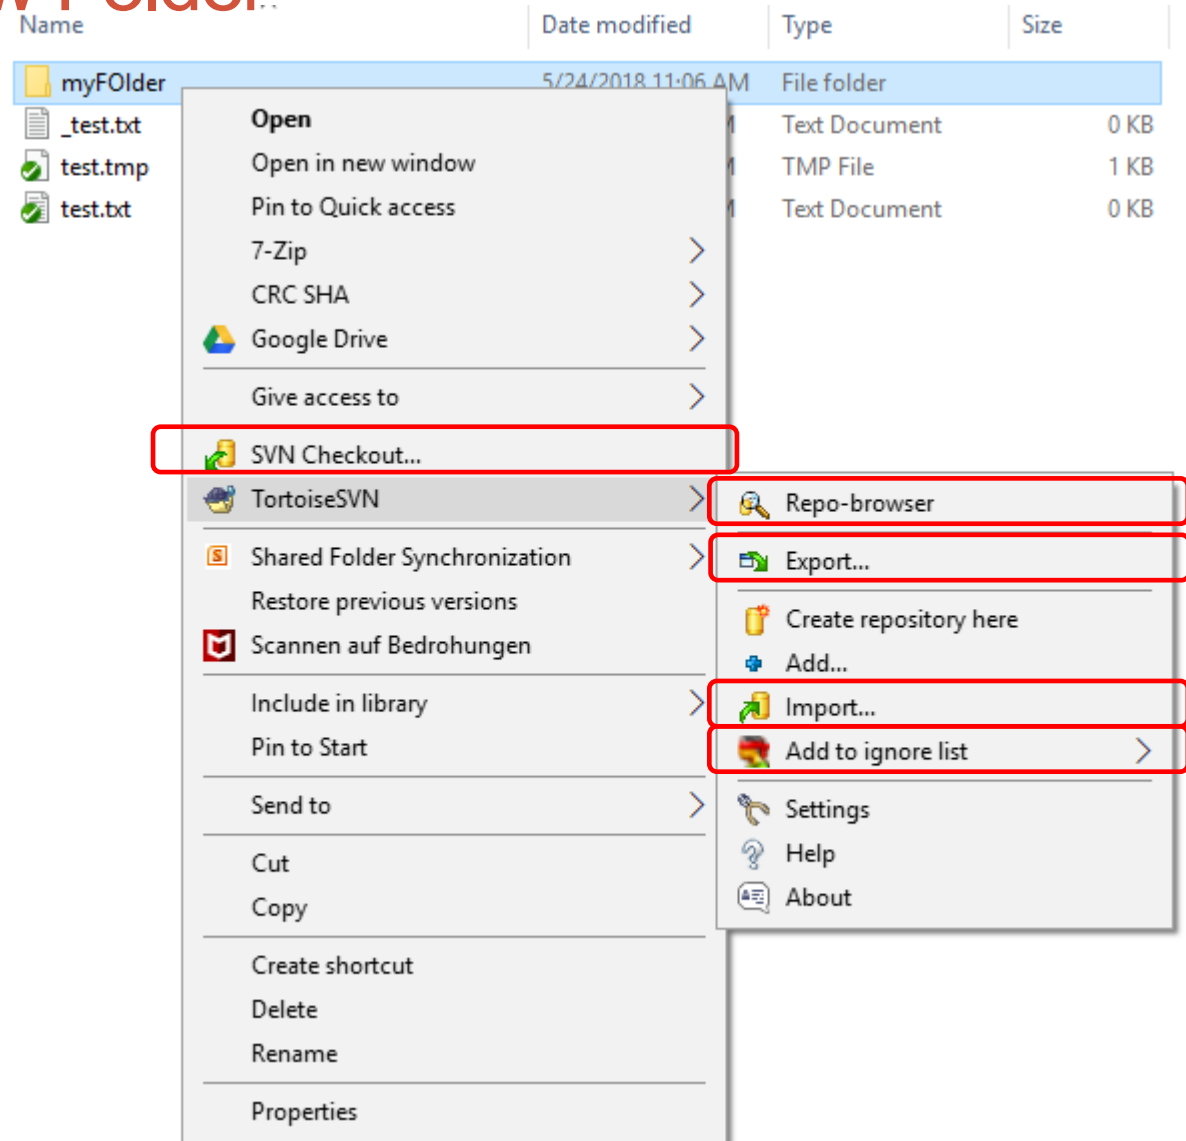 Folder
Name Date modified Type Size
myFOlder 5/24/2018 11:06 AM File folder
_test.txt Text Document 0 KB
test.tmp TMP File 1 KB
test.txt Text Document 0 KB
Open
Open in new window
Pin to Quick access
7-Zip
CRC SHA
Google Drive
Give access to
SVN Checkout...
TortoiseSVN
Shared Folder Synchronization
Restore previous versions
Scannen auf Bedrohungen
Include in library
Pin to Start
Send to
Cut
Copy
Create shortcut
Delete
Rename
Properties
Repo-browser
Export...
Create repository here
Add...
Import...
Add to ignore list
Settings
Help
About